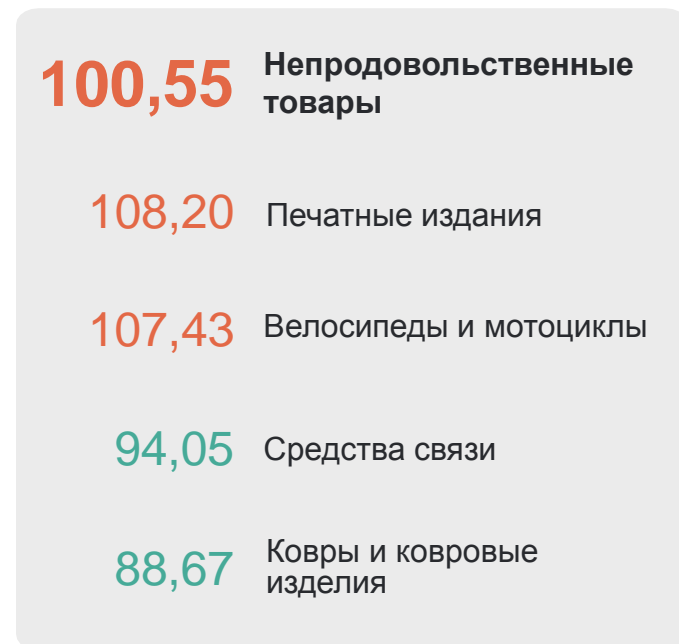 100,55 Непродовольственные
товары
108,20 Печатные издания
107,43 Велосипеды и мотоциклы
94,05 Средства связи
88,67 Ковры и ковровые
изделия